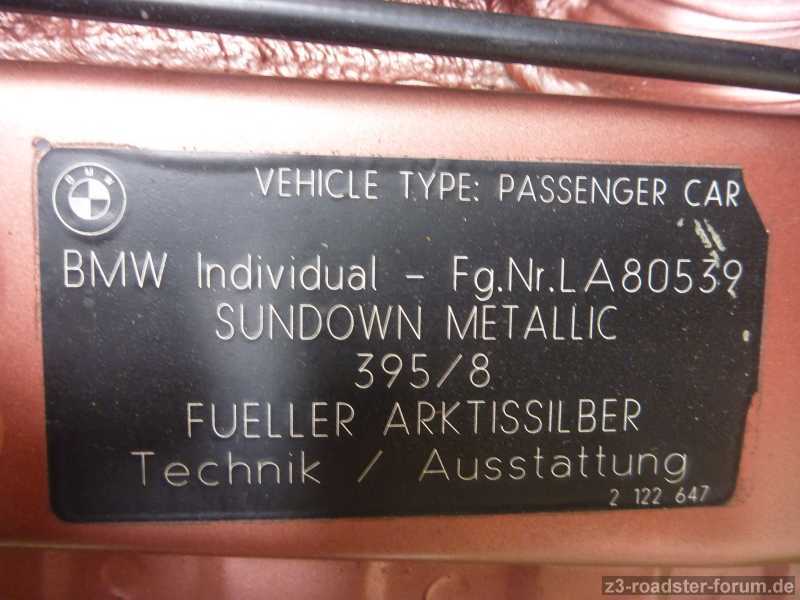 BMW
VEHICLE TYPE: PASSENGER CAR
BMW Individual - Fg.Nr.LA80539
SUNDOWN METALLIC
395/8
FUELLER ARKTISSILBER
Technik / Ausstattung
2 122 647
z3-roadster-forum.de